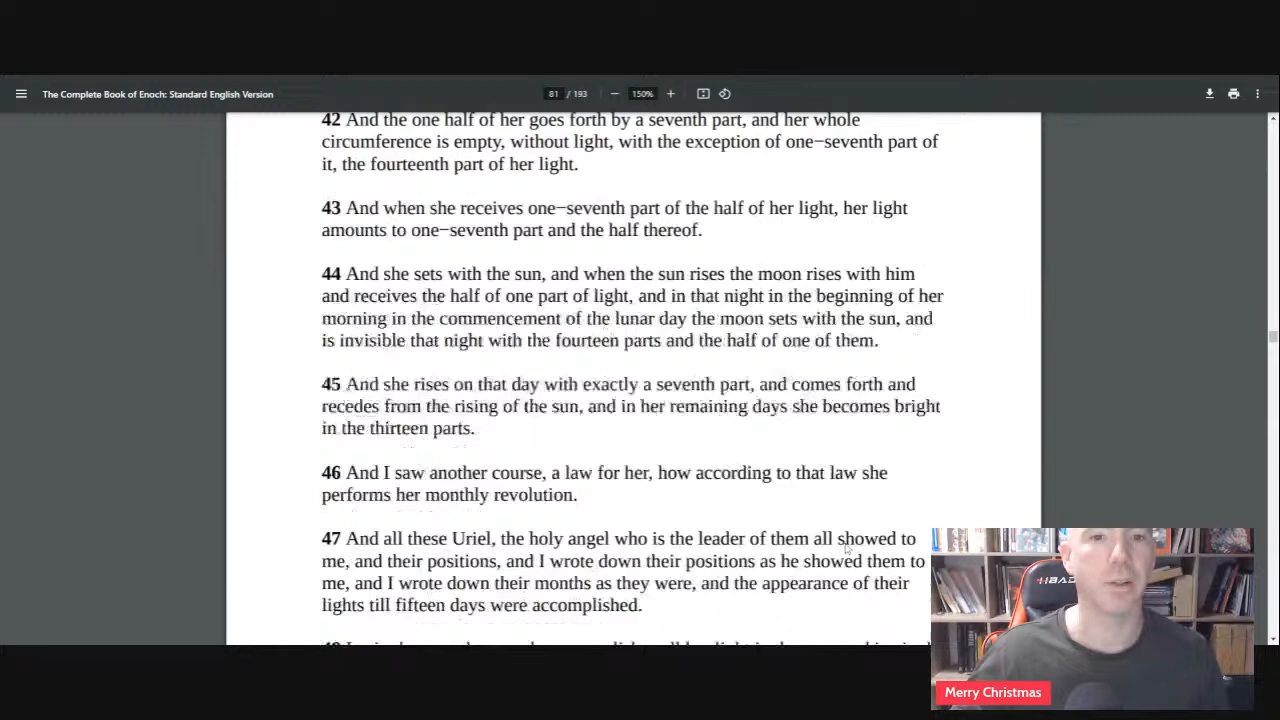 The Complete Book of Enoch: Standard English Version
81 / 193
150%
42 And the one half of her goes forth by a seventh part, and her whole
circumference is empty, without light, with the exception of one−seventh part of
it, the fourteenth part of her light.
43 And when she receives one−seventh part of the half of her light, her light
amounts to one−seventh part and the half thereof.
44 And she sets with the sun, and when the sun rises the moon rises with him
and receives the half of one part of light, and in that night in the beginning of her
morning in the commencement of the lunar day the moon sets with the sun, and
is invisible that night with the fourteen parts and the half of one of them.
45 And she rises on that day with exactly a seventh part, and comes forth and
recedes from the rising of the sun, and in her remaining days she becomes bright
in the thirteen parts.
46 And I saw another course, a law for her, how according to that law she
performs her monthly revolution.
47 And all these Uriel, the holy angel who is the leader of them all showed to
me, and their positions, and I wrote down their positions as he showed them to
me, and I wrote down their months as they were, and the appearance of their
lights till fifteen days were accomplished.
Merry Christmas